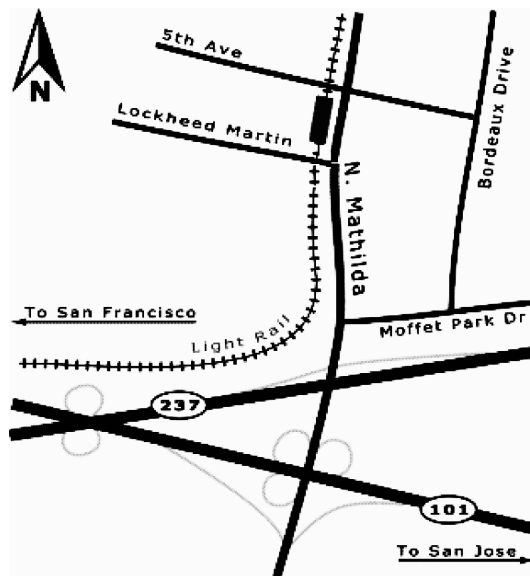 5th Ave
N
Lockheed Martin
Bordeaux Drive
N. Mathilda
To San Francisco
Light Rail
Moffet Park Dr
237
101
To San Jose